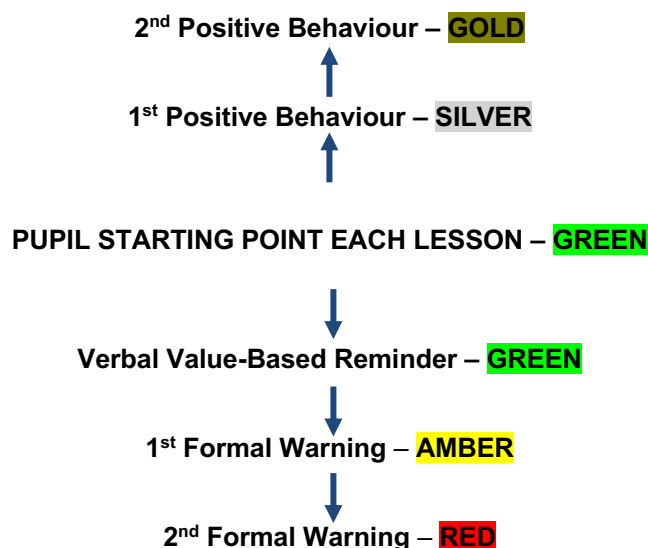 2nd Positive Behaviour – GOLD
1st Positive Behaviour – SILVER
PUPIL STARTING POINT EACH LESSON – GREEN
Verbal Value-Based Reminder – GREEN
1st Formal Warning – AMBER
2nd Formal Warning – RED